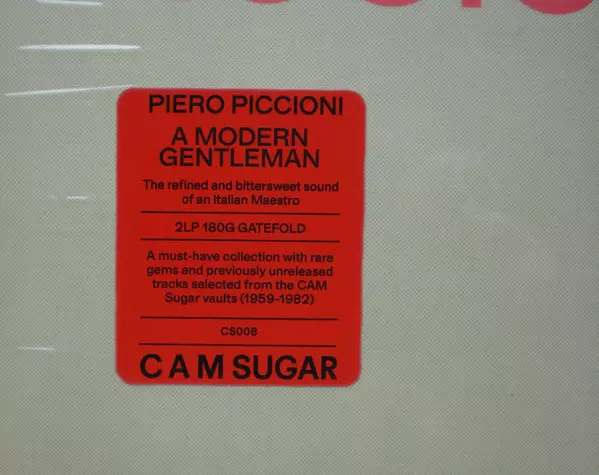 PIERO PICCIONI
A MODERN
GENTLEMAN
The refined and bittersweet sound
of an Italian Maestro
2LP 180G GATEFOLD
A must-have collection with rare
gems and previously unreleased
tracks selected from the CAM
Sugar vaults (1959-1982)
CS008
CAM SUGAR